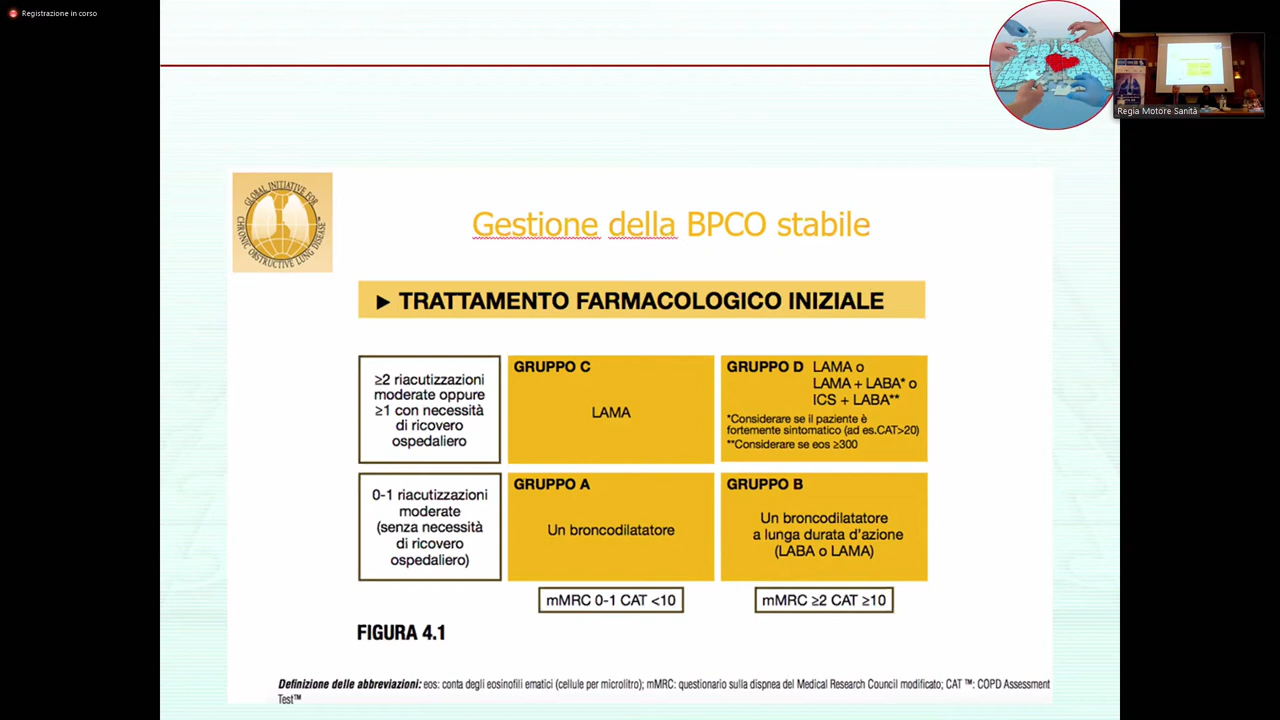 Registrazione in corso
Regia Motore Sanità
GLOBAL INITIATIVE FOR
CHRONIC OBSTRUCTIVE LUNG DISEASE
Gestione della BPCO stabile
► TRATTAMENTO FARMACOLOGICO INIZIALE
≥2 riacutizzazioni
moderate oppure
≥1 con necessità
di ricovero
ospedaliero
GRUPPO C
LAMA
GRUPPO D LAMA o
LAMA + LABA* o
ICS + LABA**
*Considerare se il paziente è
fortemente sintomatico (ad es.CAT>20)
**Considerare se eos ≥300
0-1 riacutizzazioni
moderate
(senza necessità
di ricovero
ospedaliero)
GRUPPO A
Un broncodilatatore
GRUPPO B
Un broncodilatatore
a lunga durata d'azione
(LABA o LAMA)
mMRC 0-1 CAT <10
mMRC ≥2 CAT ≥10
FIGURA 4.1
Definizione delle abbreviazioni: eos: conta degli eosinofili ematici (cellule per microlitro); mMRC: questionario sulla dispnea del Medical Research Council modificato; CAT ™: COPD Assessment
Test™